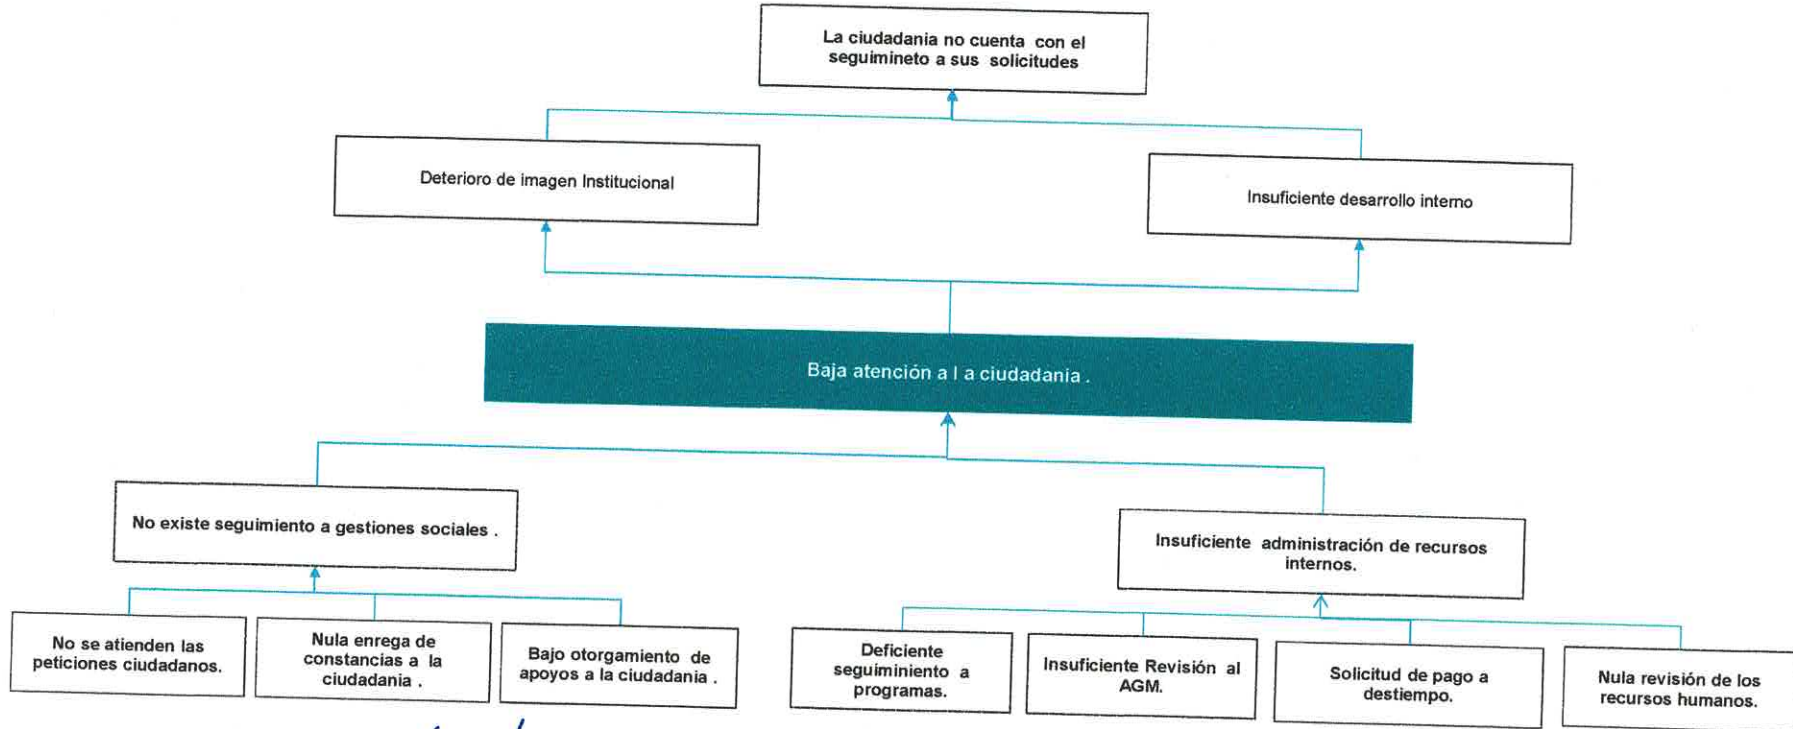 La ciudadania no cuenta con el
seguimineto a sus solicitudes
Deterioro de imagen Institucional
Insuficiente desarrollo interno
Baja atención a l a ciudadania .
No existe seguimiento a gestiones sociales .
Insuficiente administración de recursos
internos.
No se atienden las
peticiones ciudadanos.
Nula enrega de
constancias a la
ciudadania .
Bajo otorgamiento de
apoyos a la ciudadania .
Deficiente
seguiminiento a
programas.
Insuficiente Revisión al
AGM.
Solicitud de pago a
destiempo.
Nula revisión de los
recursos humanos.